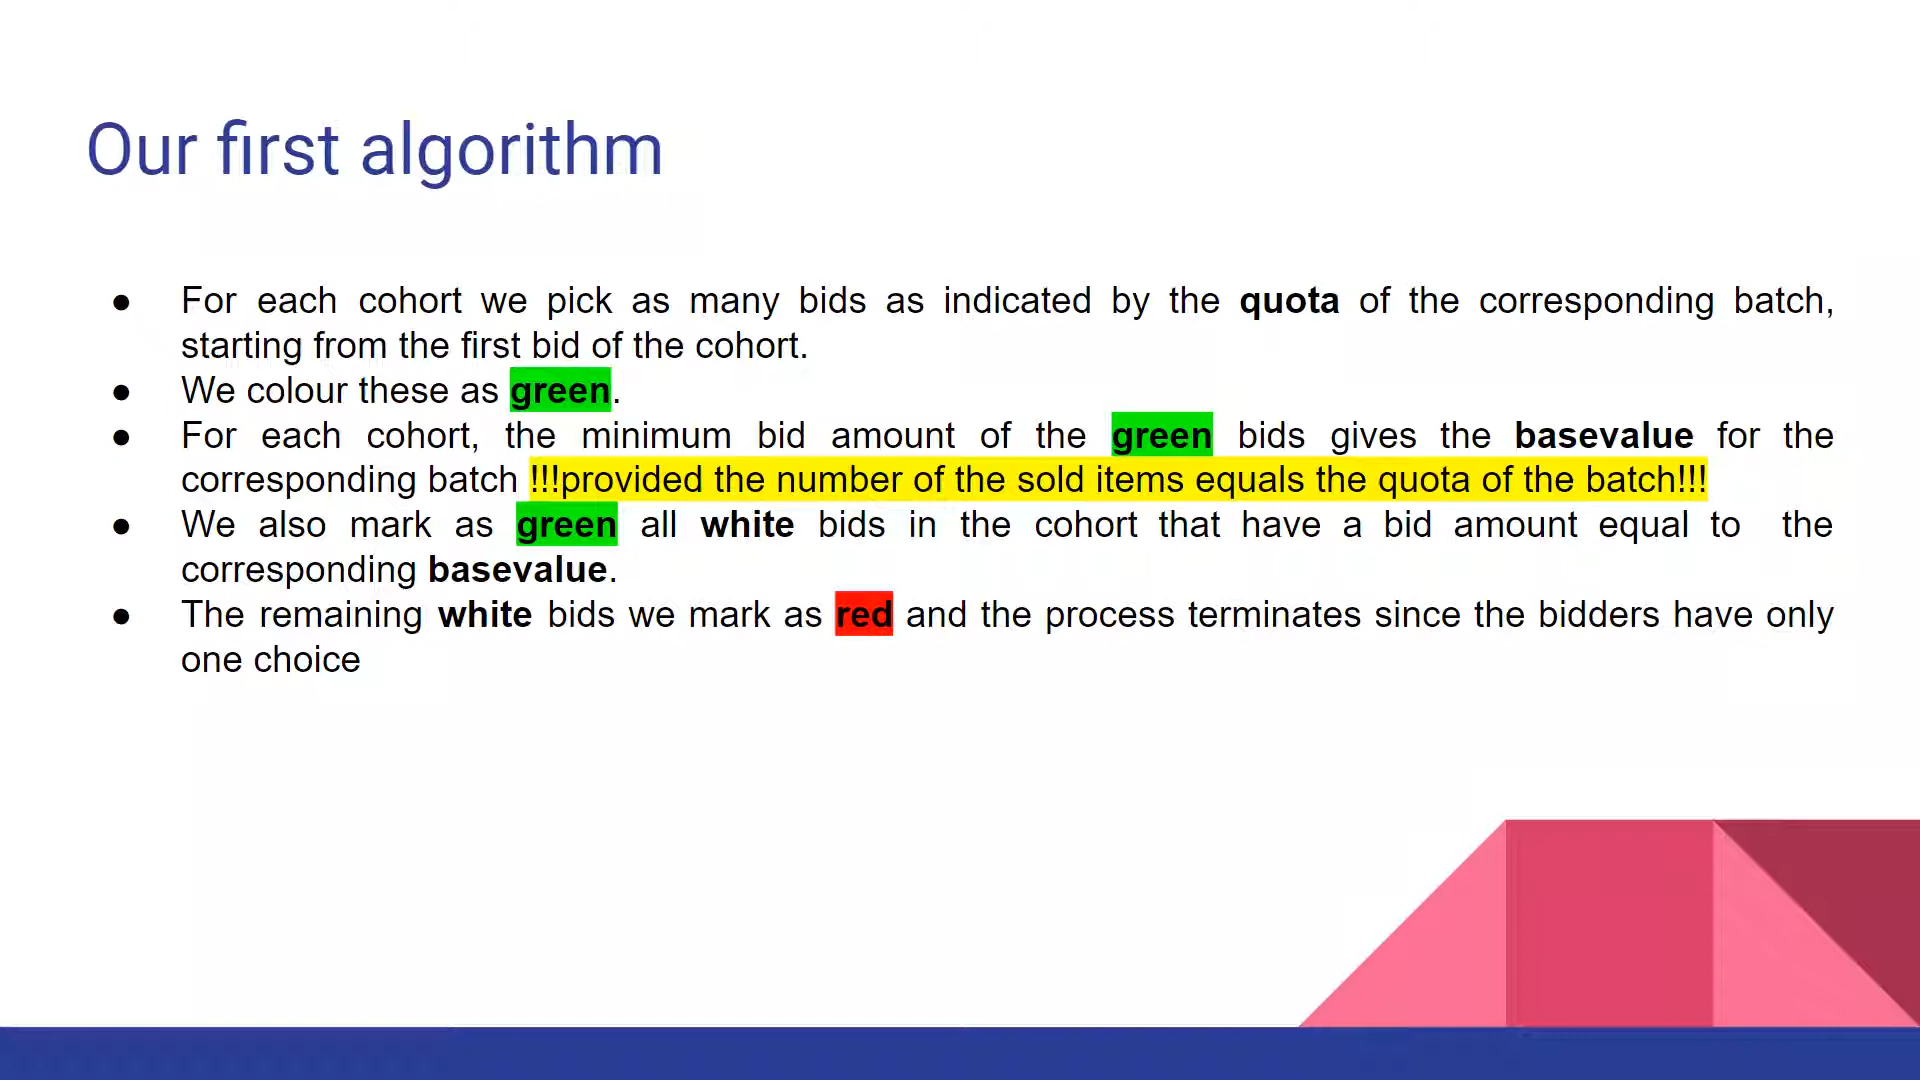 Our first algorithm
● For each cohort we pick as many bids as indicated by the quota of the corresponding batch,
starting from the first bid of the cohort.
● We colour these as green.
● For each cohort, the minimum bid amount of the green bids gives the basevalue for the
corresponding batch !!!provided the number of the sold items equals the quota of the batch!!!
● We also mark as green all white bids in the cohort that have a bid amount equal to the
corresponding basevalue.
● The remaining white bids we mark as red and the process terminates since the bidders have only
one choice